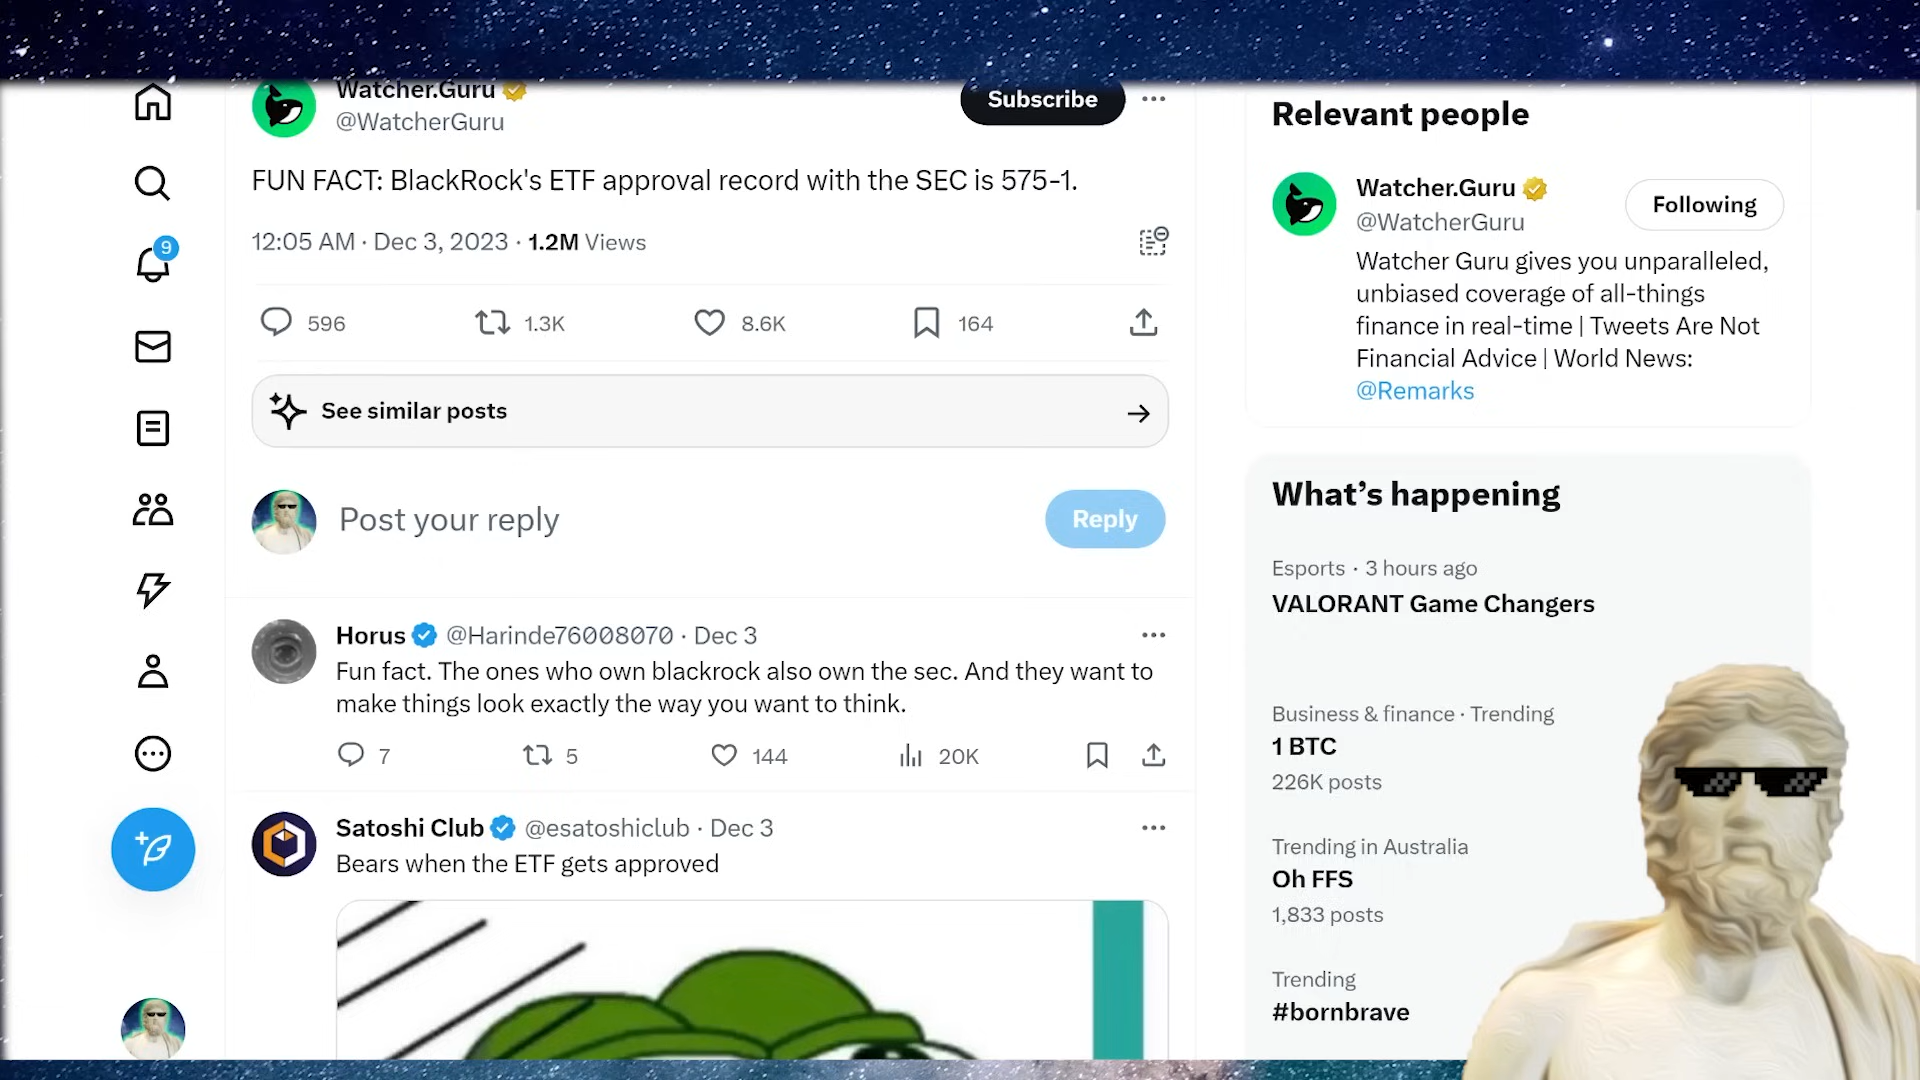 Watcher.Guru
@WatcherGuru
Subscribe
FUN FACT: BlackRock's ETF approval record with the SEC is 575-1.
12:05 AM · Dec 3, 2023 · 1.2M Views
596 1.3K 8.6K 164
See similar posts
Post your reply
Reply
Horus @Harinde76008070 · Dec 3
Fun fact. The ones who own blackrock also own the sec. And they want to
make things look exactly the way you want to think.
7 5 144 20K
Satoshi Club @esatoshiclub · Dec 3
Bears when the ETF gets approved
9
Relevant people
Watcher.Guru
@WatcherGuru
Following
Watcher Guru gives you unparalleled,
unbiased coverage of all-things
finance in real-time | Tweets Are Not
Financial Advice | World News:
@Remarks
What's happening
Esports · 3 hours ago
VALORANT Game Changers
Business & finance · Trending
1 BTC
226K posts
Trending in Australia
Oh FFS
1,833 posts
Trending
#bornbrave